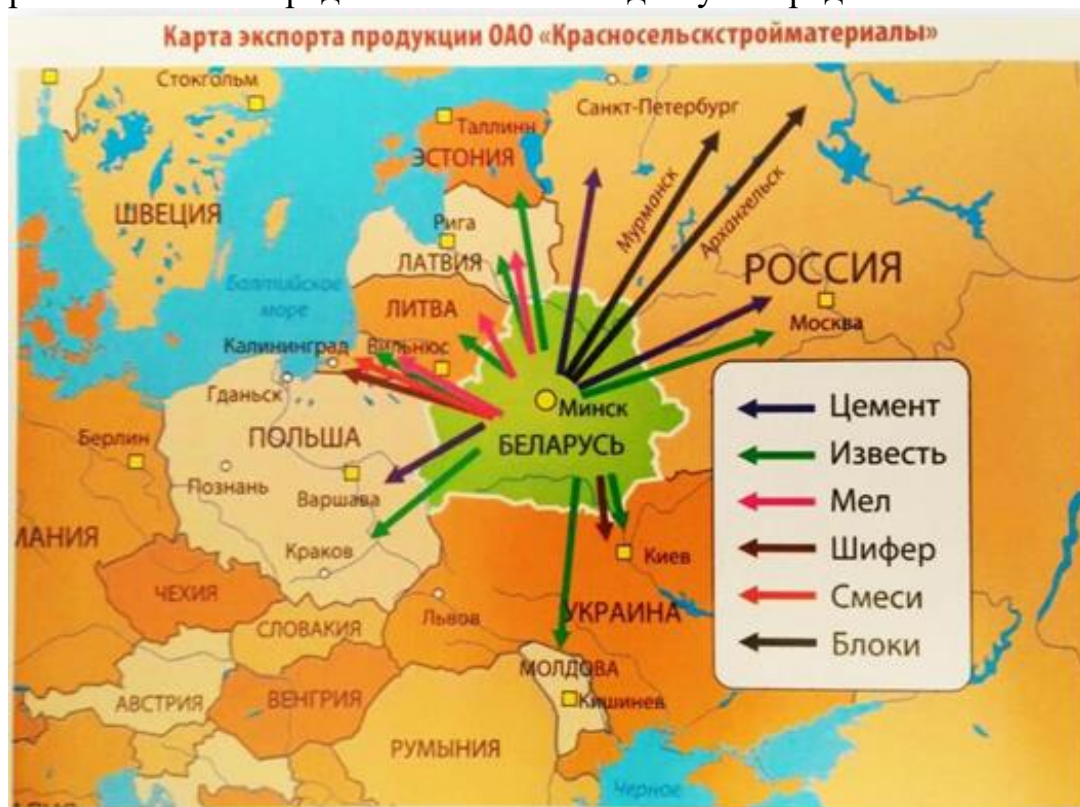 Карта экспорта продукции ОАО «Красносельскстройматериалы»
Стокгольм
Санкт-Петербург
Таллинн
ЭСТОНИЯ
Мурманск
Архангельск
ШВЕЦИЯ
Рига
ЛАТВИЯ
РОССИЯ
Балтийское
море
ЛИТВА
Москва
Калининград
Вильнюс
Гданьск
Минск
БЕЛАРУСЬ
Берлин
ПОЛЬША
Познань
Варшава
МАНИЯ
Краков
Киев
ЧЕХИЯ
Львов
УКРАИНА
СЛОВАКИЯ
МОЛДОВА
АВСТРИЯ
ВЕНГРИЯ
Кишинев
РУМЫНИЯ
Черное
Цемент
Известь
Мел
Шифер
Смеси
Блоки